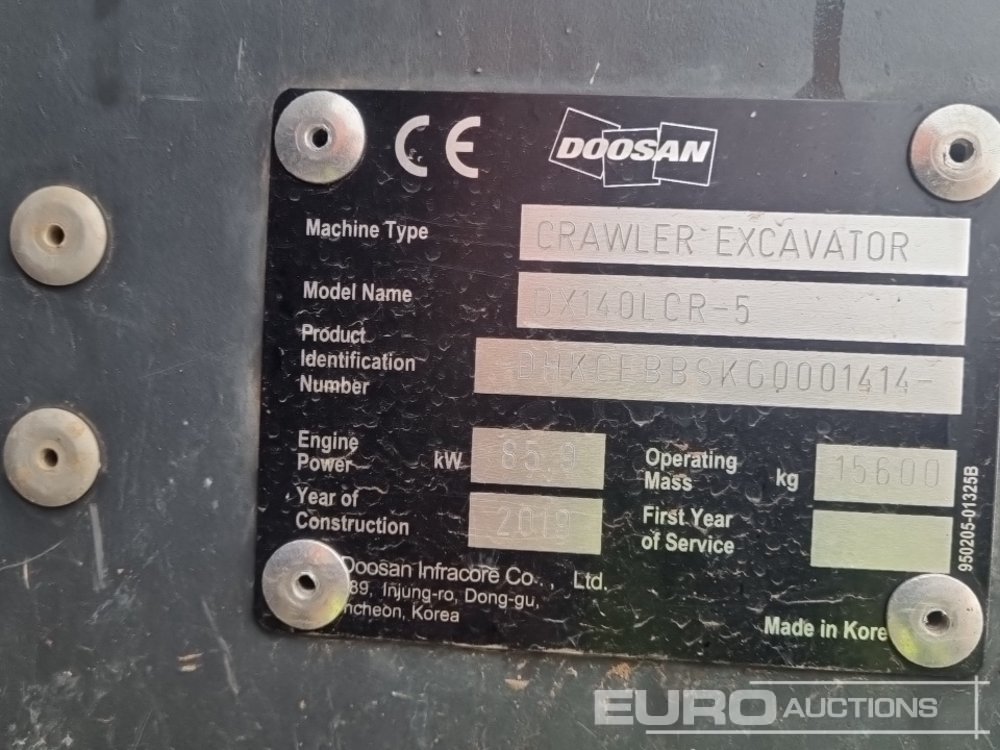 CE
DOOSAN
Machine Type CRAWLER EXCAVATOR
Model Name DX140LCR-5
Product
Identification
Number
Engine
Power kW 85.9 Operating
Mass kg 15600
Year of
Construction 2019 First Year
of Service
Doosan Infracore Co., Ltd.
Injung-ro, Dong-gu,
Korea
Made in
950205-01325B
EURO AUCTIONS